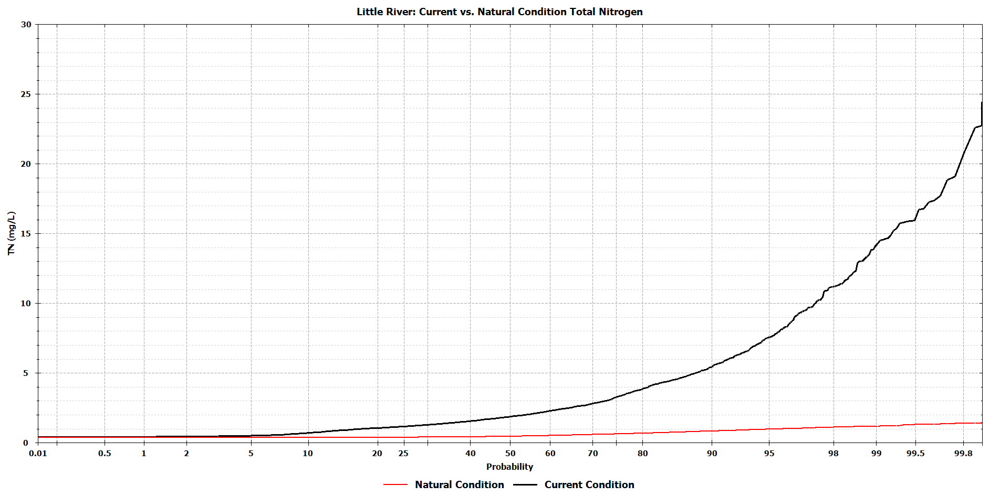 Little River: Current vs. Natural Condition Total Nitrogen
30
25
20
15
10
5
0
TN (mg/L)
0.01 0.5 1 2 5 10 20 25 40 50 60 70 80 90 95 98 99 99.5 99.8
Probability
Natural Condition Current Condition